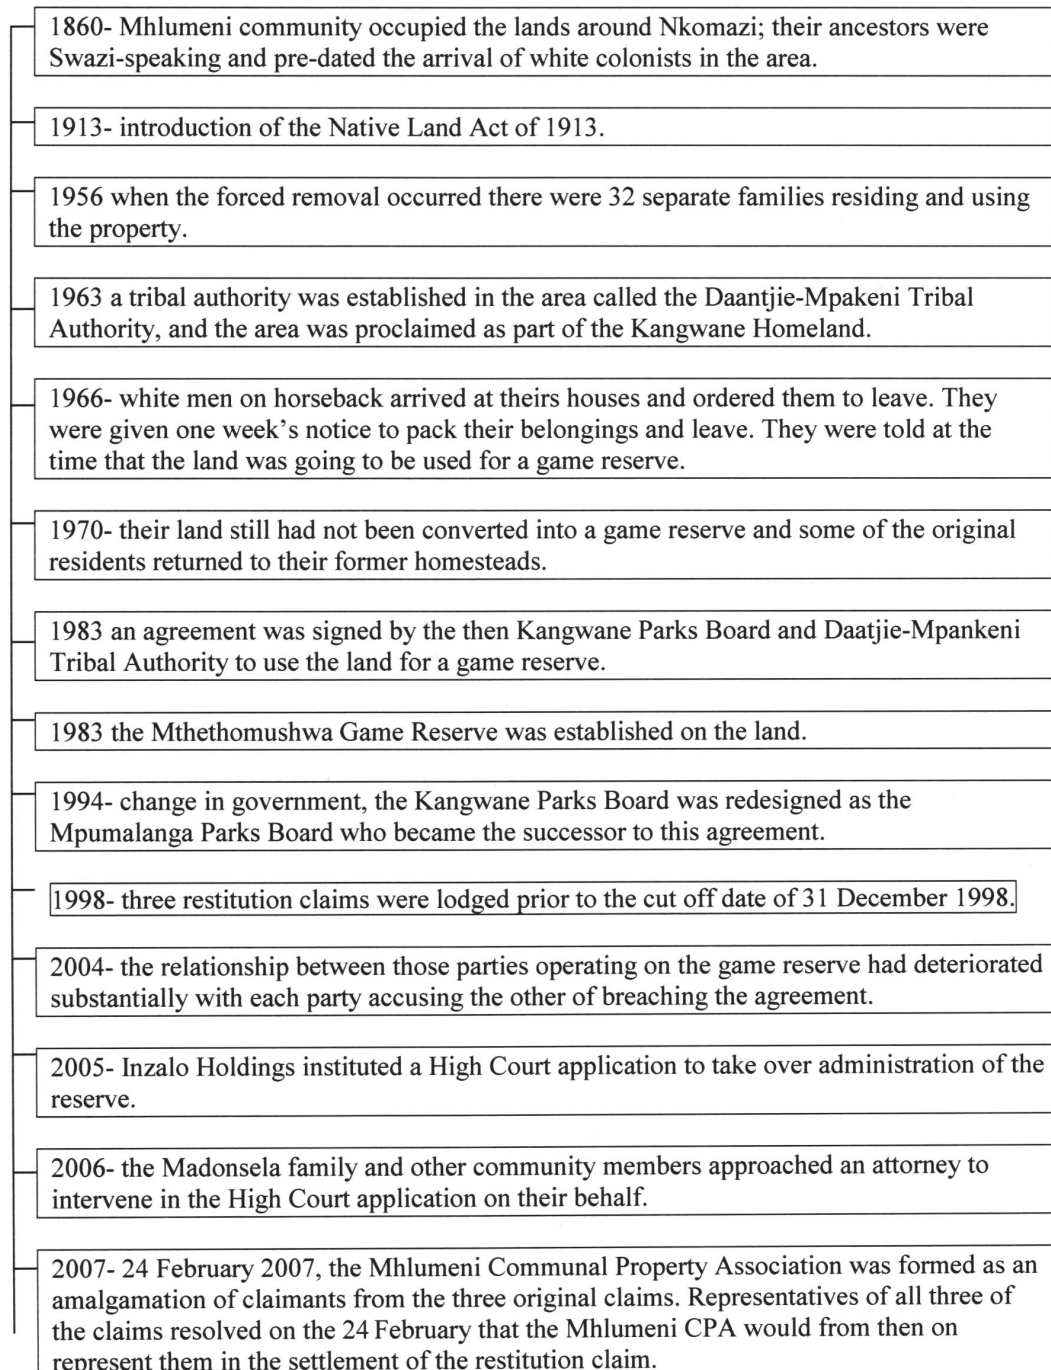 1860- Mhlumeni community occupied the lands around Nkomazi; their ancestors were
Swazi-speaking and pre-dated the arrival of white colonists in the area.
1913- introduction of the Native Land Act of 1913.
1956 when the forced removal occurred there were 32 separate families residing and using
the property.
1963 a tribal authority was established in the area called the Daantjie-Mpakeni Tribal
Authority, and the area was proclaimed as part of the Kangwane Homeland.
1966- white men on horseback arrived at theirs houses and ordered them to leave. They
were given one week's notice to pack their belongings and leave. They were told at the
time that the land was going to be used for a game reserve.
1970- their land still had not been converted into a game reserve and some of the original
residents returned to their former homesteads.
1983 an agreement was signed by the then Kangwane Parks Board and Daatjie-Mpankeni
Tribal Authority to use the land for a game reserve.
1983 the Mthethomushwa Game Reserve was established on the land.
1994- change in government, the Kangwane Parks Board was redesigned as the
Mpumalanga Parks Board who became the successor to this agreement.
1998- three restitution claims were lodged prior to the cut off date of 31 December 1998.
2004- the relationship between those parties operating on the game reserve had deteriorated
substantially with each party accusing the other of breaching the agreement.
2005- Inzalo Holdings instituted a High Court application to take over administration of the
reserve.
2006- the Madonsela family and other community members approached an attorney to
intervene in the High Court application on their behalf.
2007- 24 February 2007, the Mhlumeni Communal Property Association was formed as an
amalgamation of claimants from the three original claims. Representatives of all three of
the claims resolved on the 24 February that the Mhlumeni CPA would from then on
represent them in the settlement of the restitution claim.